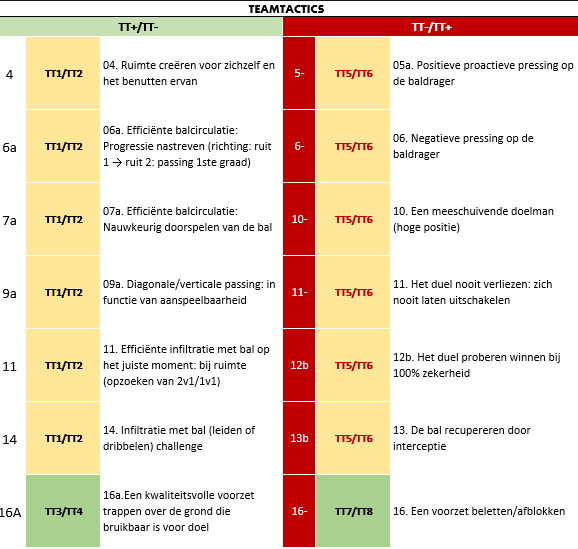 TEAMTACTICS
TT+/TT-
TT-/TT+
4
TT1/TT2
04. Ruimte creëren voor zichzelf en
het benutten ervan
5-
TT5/TT6
05a. Positieve proactieve pressing op
de baldrager
6a
TT1/TT2
06a. Efficiënte balcirculatie:
Progressie nastreven (richting: ruit
1 → ruit 2: passing 1ste graad)
6-
TT5/TT6
06. Negatieve pressing op de
baldrager
7a
TT1/TT2
07a. Efficiënte balcirculatie:
Nauwkeurig doorspelen van de bal
10-
TT5/TT6
10. Een meeschuivende doelman
(hoge positie)
9a
TT1/TT2
09a. Diagonale/verticale passing: in
functie van aanspeelbaarheid
11-
TT5/TT6
11. Het duel nooit verliezen: zich
nooit laten uitschakelen
11
TT1/TT2
11. Efficiënte infiltratie met bal op
het juiste moment: bij ruimte
(opzoeken van 2v1/1v1)
12b
TT5/TT6
12b. Het duel proberen winnen bij
100% zekerheid
14
TT1/TT2
14. Infiltratie met bal (leiden of
dribbelen) challenge
13b
TT5/TT6
13. De bal recupereren door
interceptie
16A
TT3/TT4
16a.Een kwaliteitsvolle voorzet
trappen over de grond die
bruikbaar is voor doel
16-
TT7/TT8
16. Een voorzet beletten/afblokken